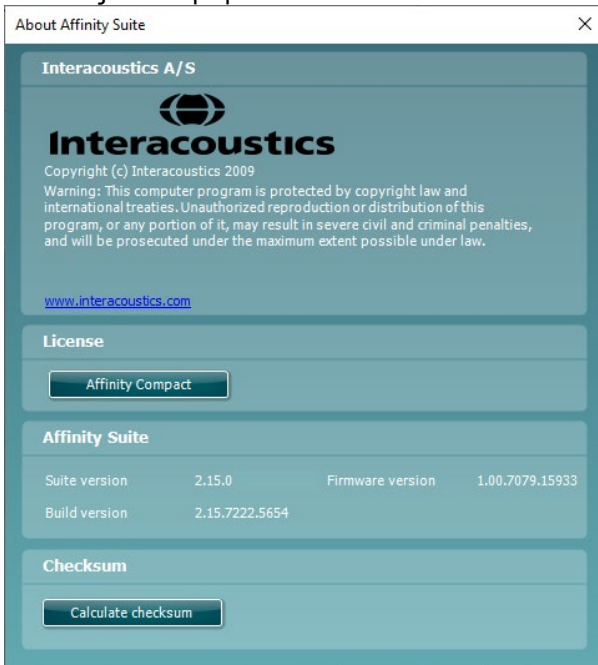 About Affinity Suite
Interacoustics A/S
Interacoustics
Copyright (c) Interacoustics 2009
Warning: This computer program is protected by copyright law and
international treaties. Unauthorized reproduction or distribution of this
program, or any portion of it, may result in severe civil and criminal penalties,
and will be prosecuted under the maximum extent possible under law.
www.interacoustics.com
License
Affinity Compact
Affinity Suite
Suite version 2.15.0 Firmware version 1.00.7079.15933
Build version 2.15.7222.5654
Checksum
Calculate checksum